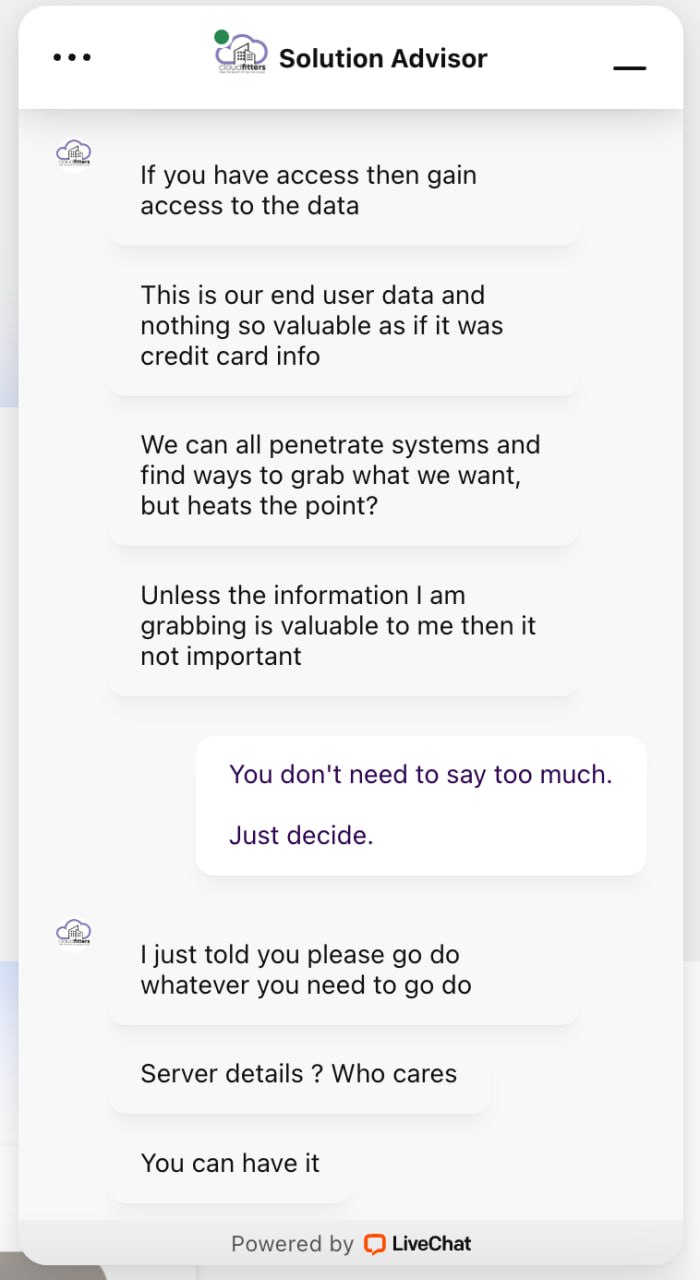 cloudfitters
Solution Advisor
If you have access then gain
access to the data
This is our end user data and
nothing so valuable as if it was
credit card info
We can all penetrate systems and
find ways to grab what we want,
but heats the point?
Unless the information I am
grabbing is valuable to me then it
not important
You don't need to say too much.
Just decide.
I just told you please go do
whatever you need to go do
Server details ? Who cares
You can have it
Powered by LiveChat